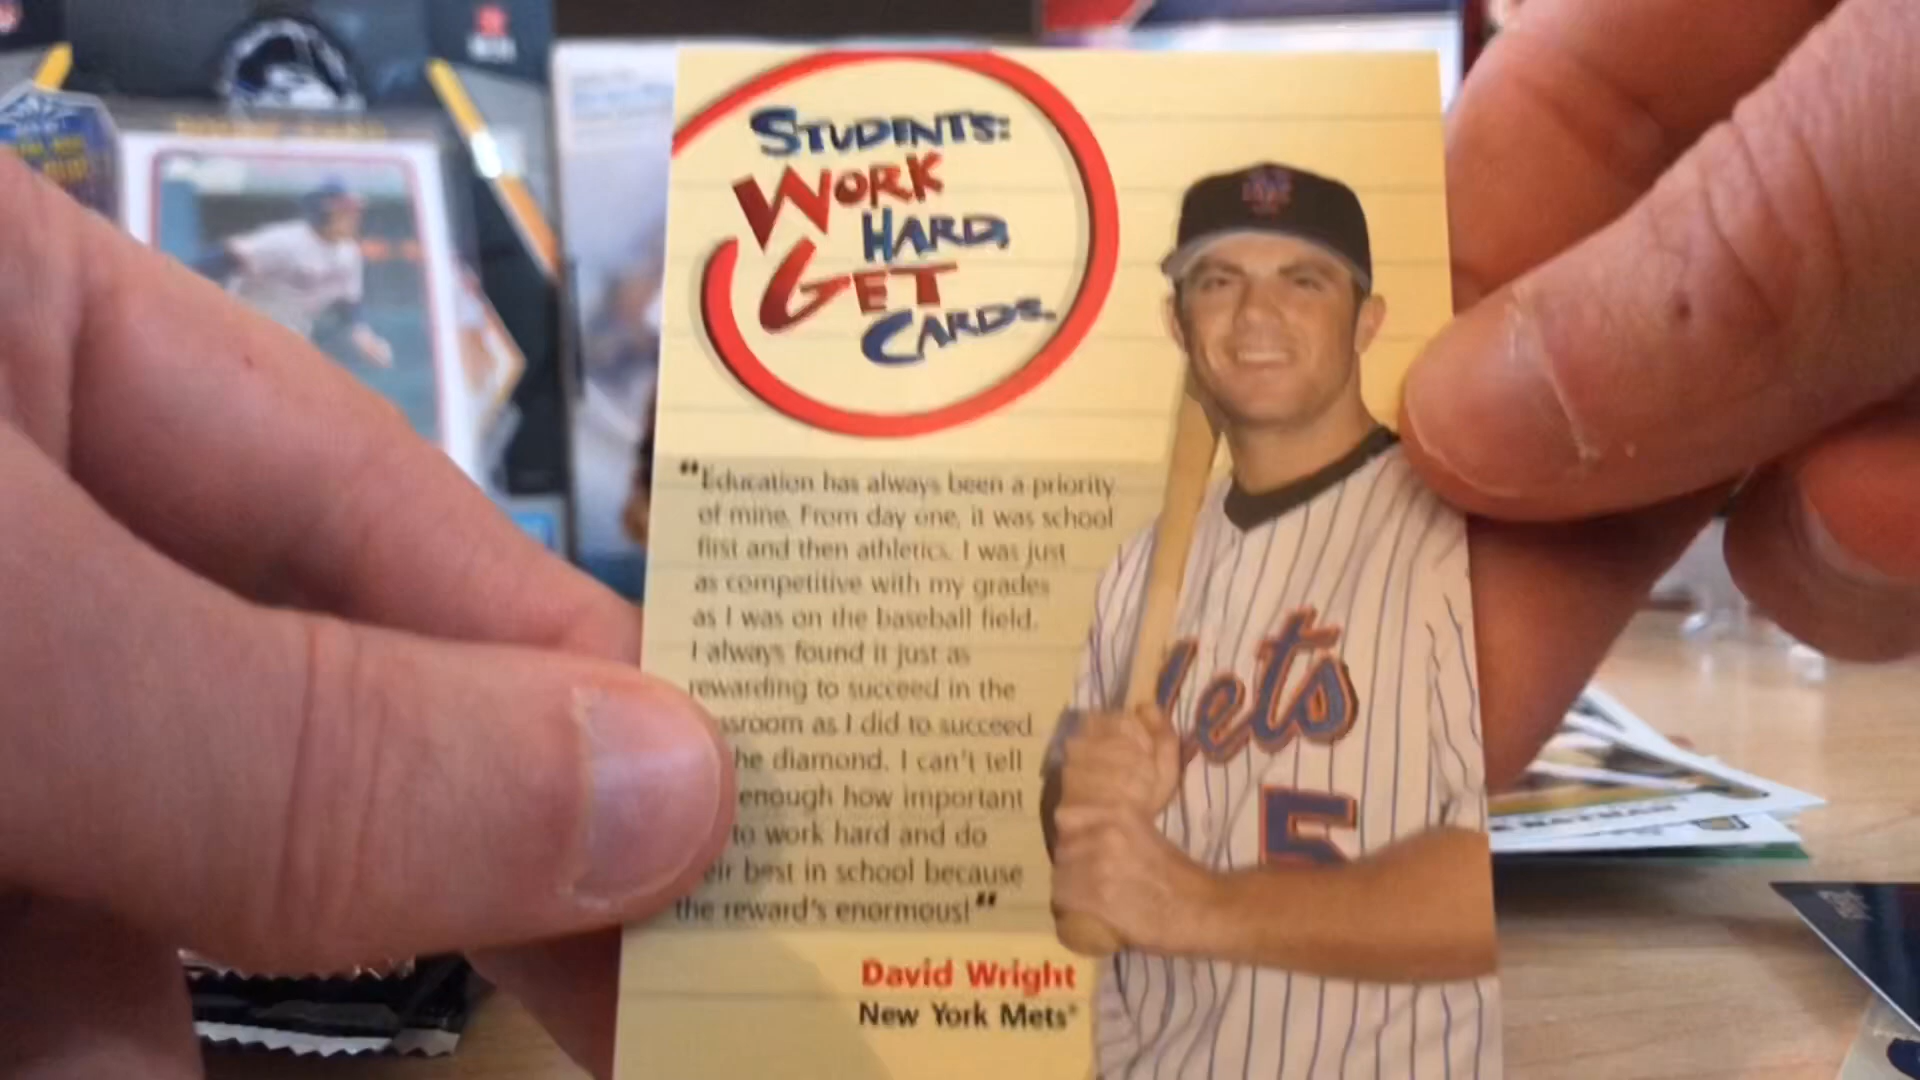 STUDENTS:
WORK
HARD,
GET
CARDS.
"Education has always been a priority
of mine. From day one, it was school
first and then athletics. I was just
as competitive with my grades
as I was on the baseball field.
I always found it just as
rewarding to succeed in the
ssroom as I did to succeed
he diamond. I can't tell
enough how important
to work hard and do
eir best in school because
the reward's enormous!"
David Wright
New York Mets
Mets
5